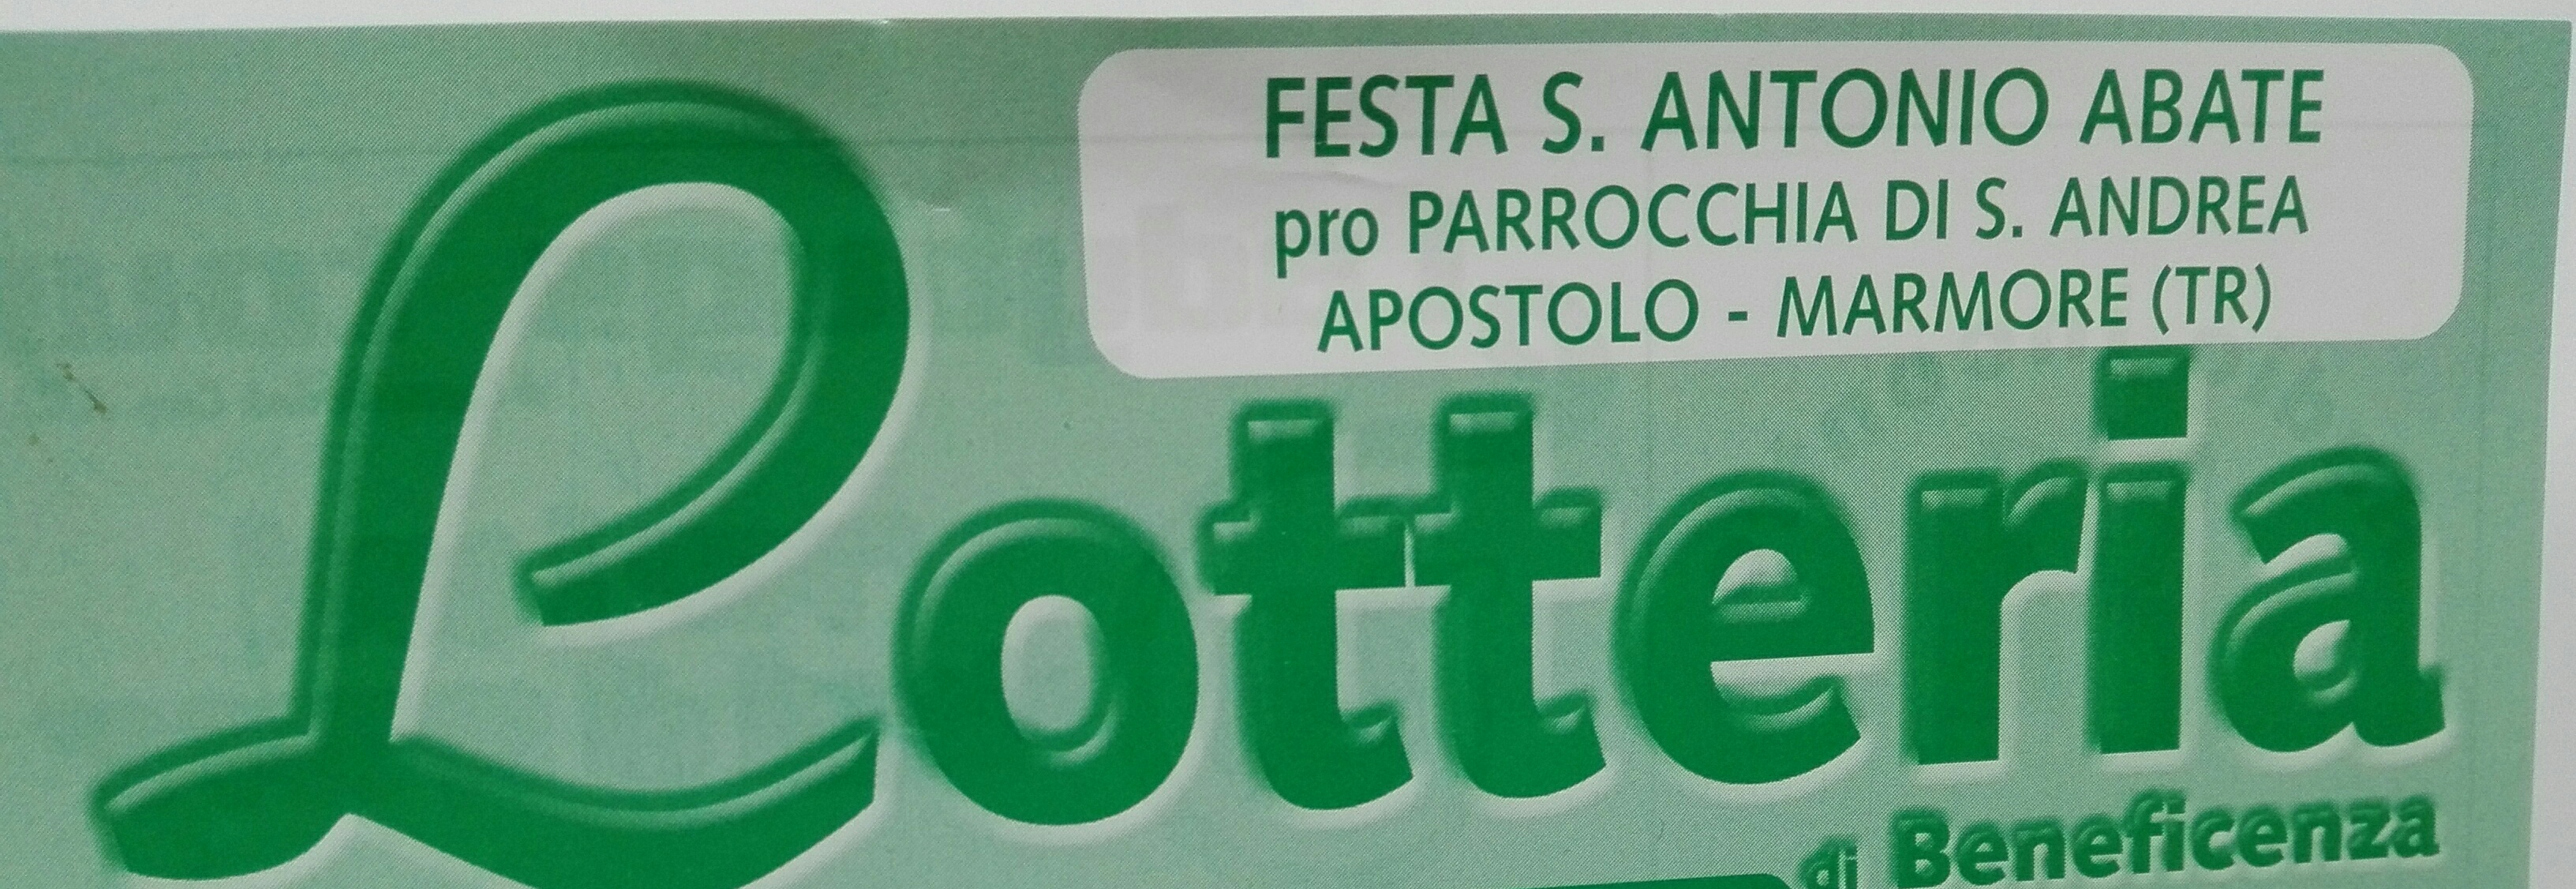 FESTA S. ANTONIO ABATE
pro PARROCCHIA DI S. ANDREA
APOSTOLO - MARMORE (TR)
Lotteria
di Beneficenza